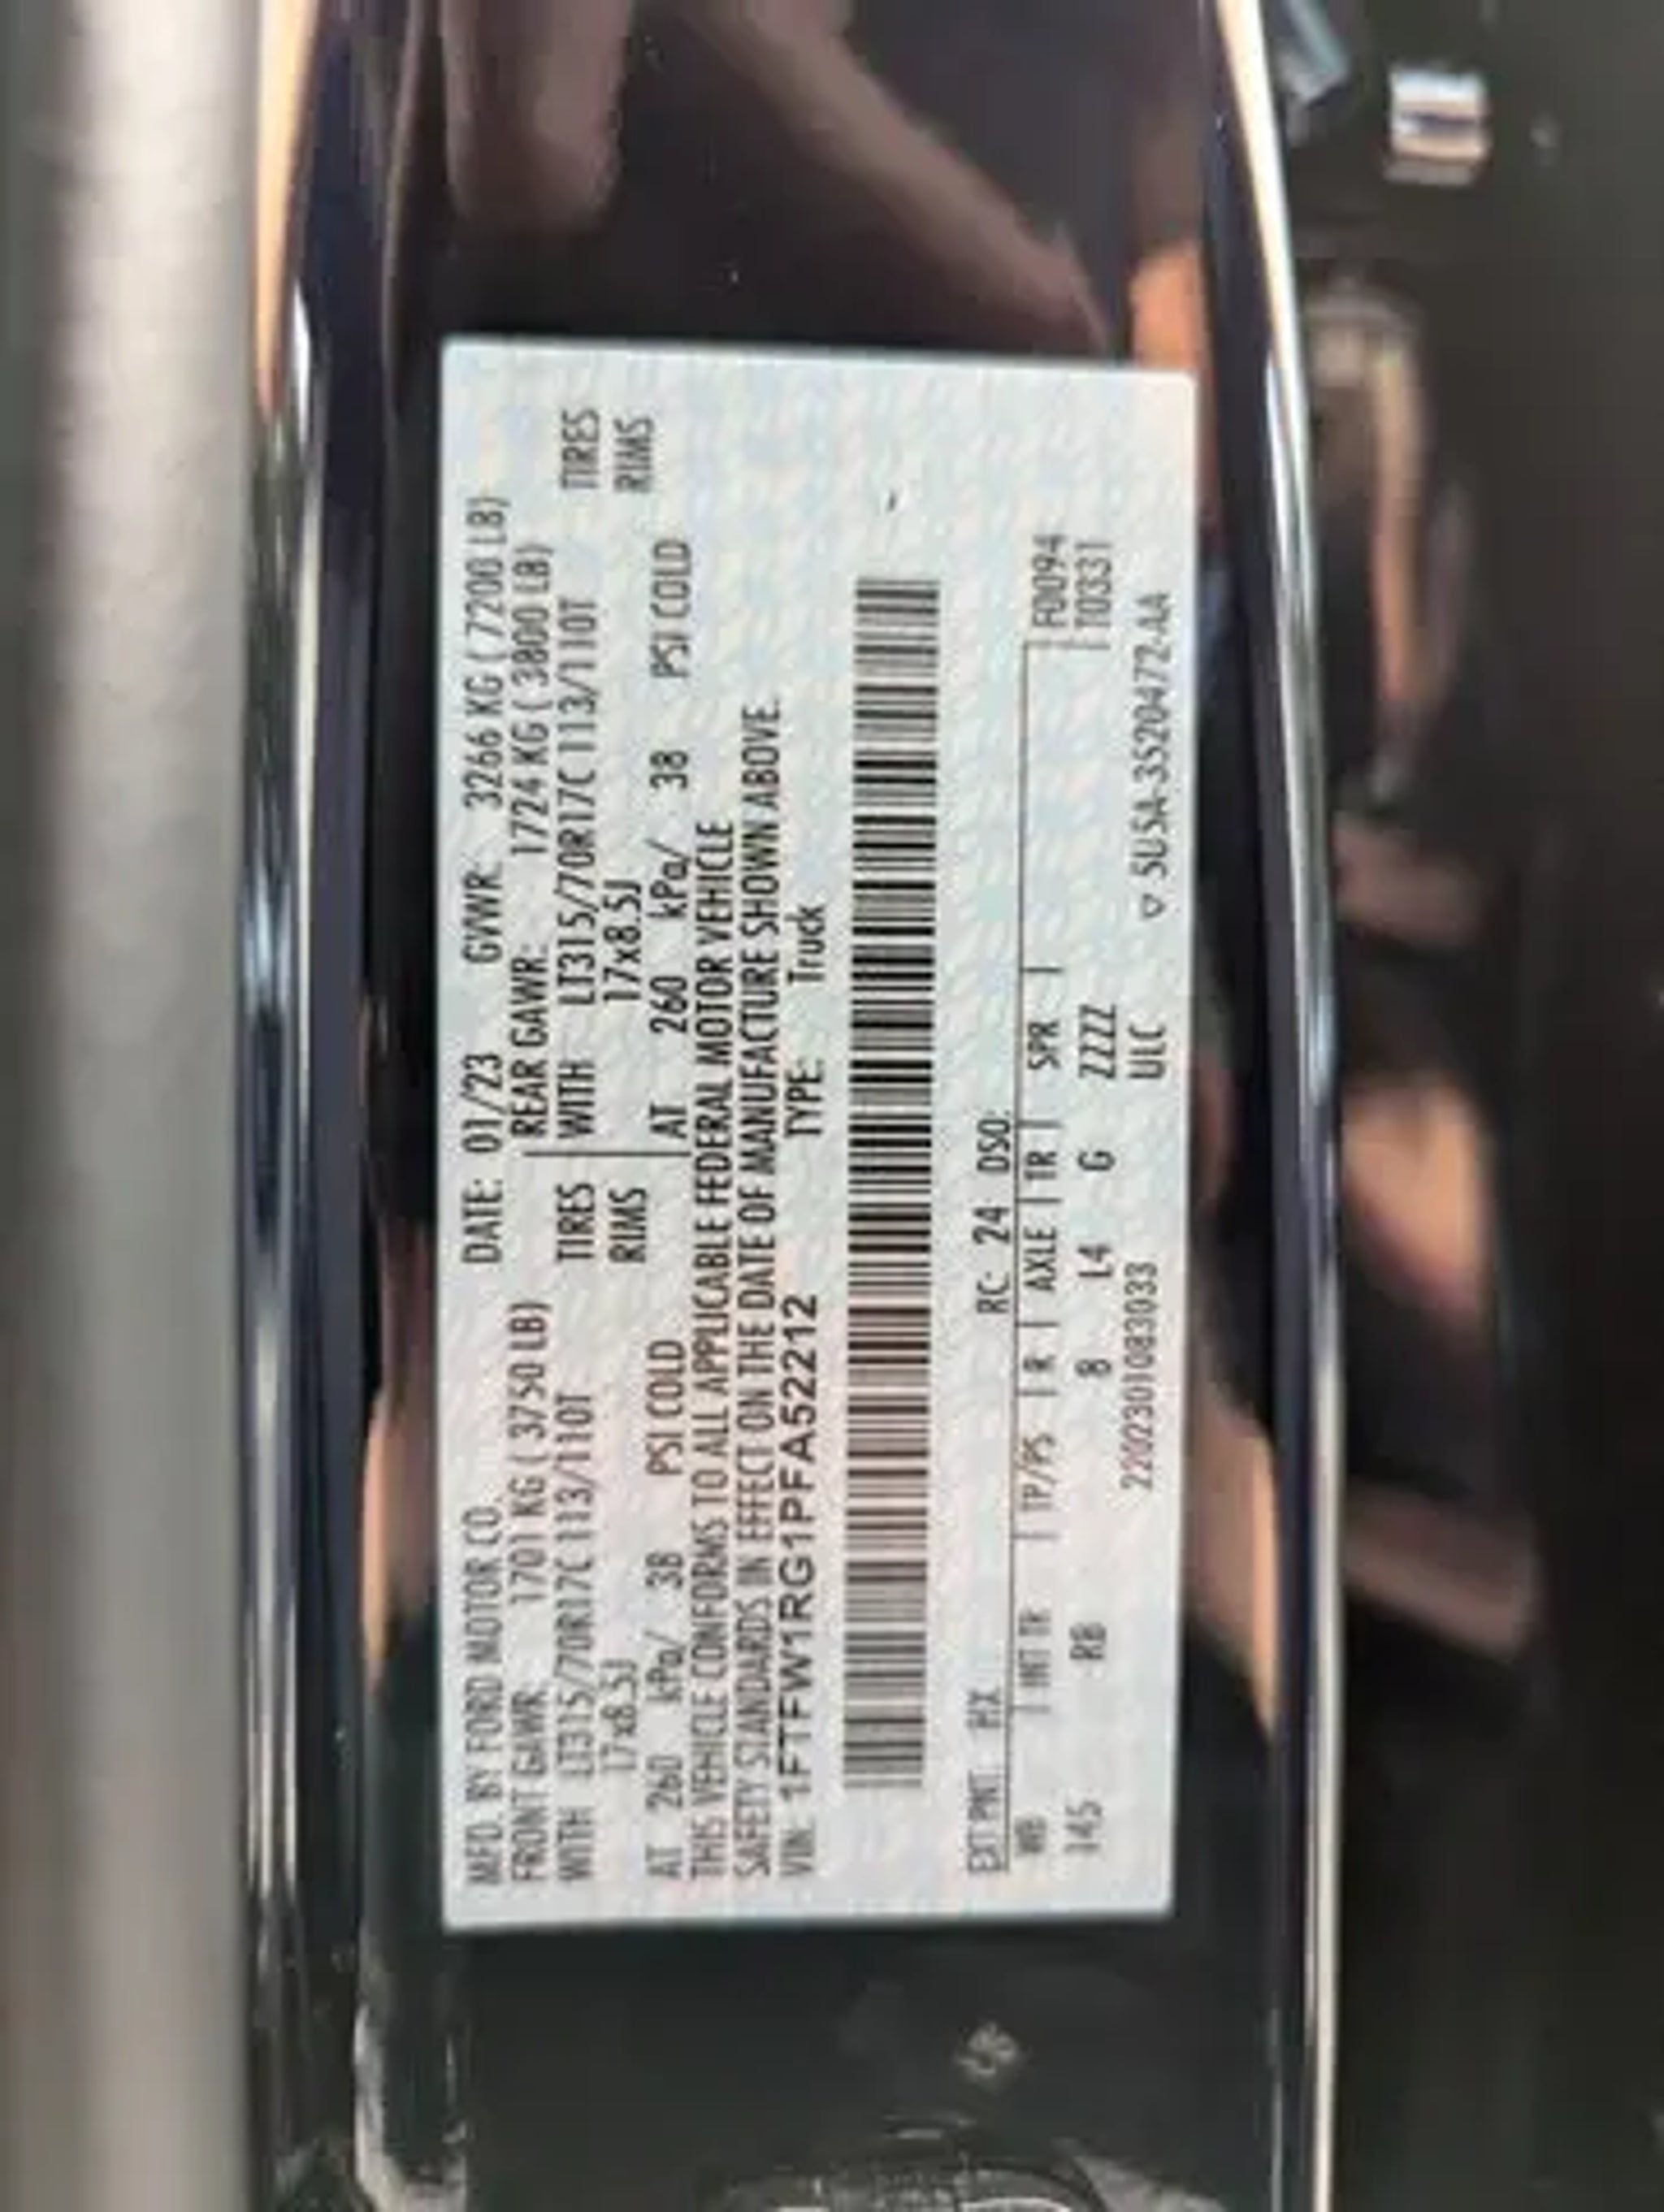 MFD. BY FORD MOTOR CO. DATE: 01/23 GVWR: 3266 KG ( 7200 LB)
FRONT GAWR: 1701 KG ( 3750 LB) REAR GAWR: 1724 KG ( 3800 LB)
WITH LT315/70R17C 113/110T TIRES WITH LT315/70R17C 113/110T TIRES
17x8.5J RIMS 17x8.5J RIMS
AT 260 kPa/ 38 PSI COLD AT 260 kPa/ 38 PSI COLD
THIS VEHICLE CONFORMS TO ALL APPLICABLE FEDERAL MOTOR VEHICLE
SAFETY STANDARDS IN EFFECT ON THE DATE OF MANUFACTURE SHOWN ABOVE.
VIN: 1FTFW1RG1PFA52212 TYPE: Truck
EXT PNT: HX RC: 24 DSO:
WB | INT TR | TP/PS | R | AXLE | TR | SPR | F0094
145 RB 8 L4 G ZZZZ T0331
2202301083033 ULC ▽ 5U5A-3520472-AA